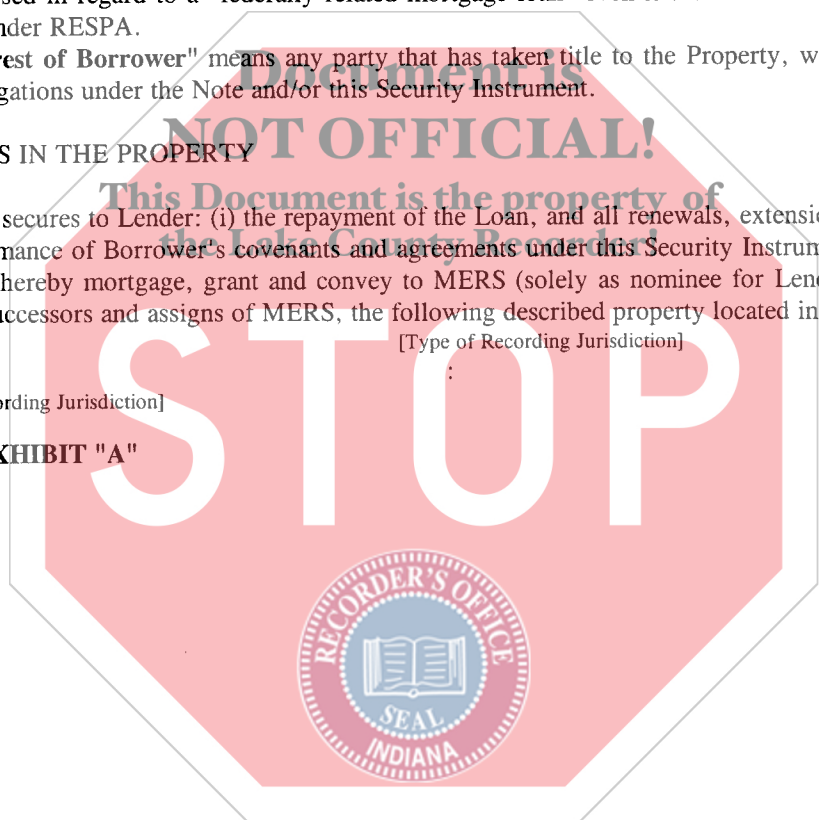 under RESPA.
rest of Borrower" means any party that has taken title to the Property, w
gations under the Note and/or this Security Instrument.
Document is
NOT OFFICIAL!
S IN THE PROPERTY
This Document is the property of
the Lake County Recorder!
secures to Lender: (i) the repayment of the Loan, and all renewals, extensi
mance of Borrower's covenants and agreements under this Security Instrum
hereby mortgage, grant and convey to MERS (solely as nominee for Lend
uccessors and assigns of MERS, the following described property located in
[Type of Recording Jurisdiction]
:
ording Jurisdiction]
XHIBIT "A"
STOP
RECORDER'S OFFICE
SEAL
INDIANA